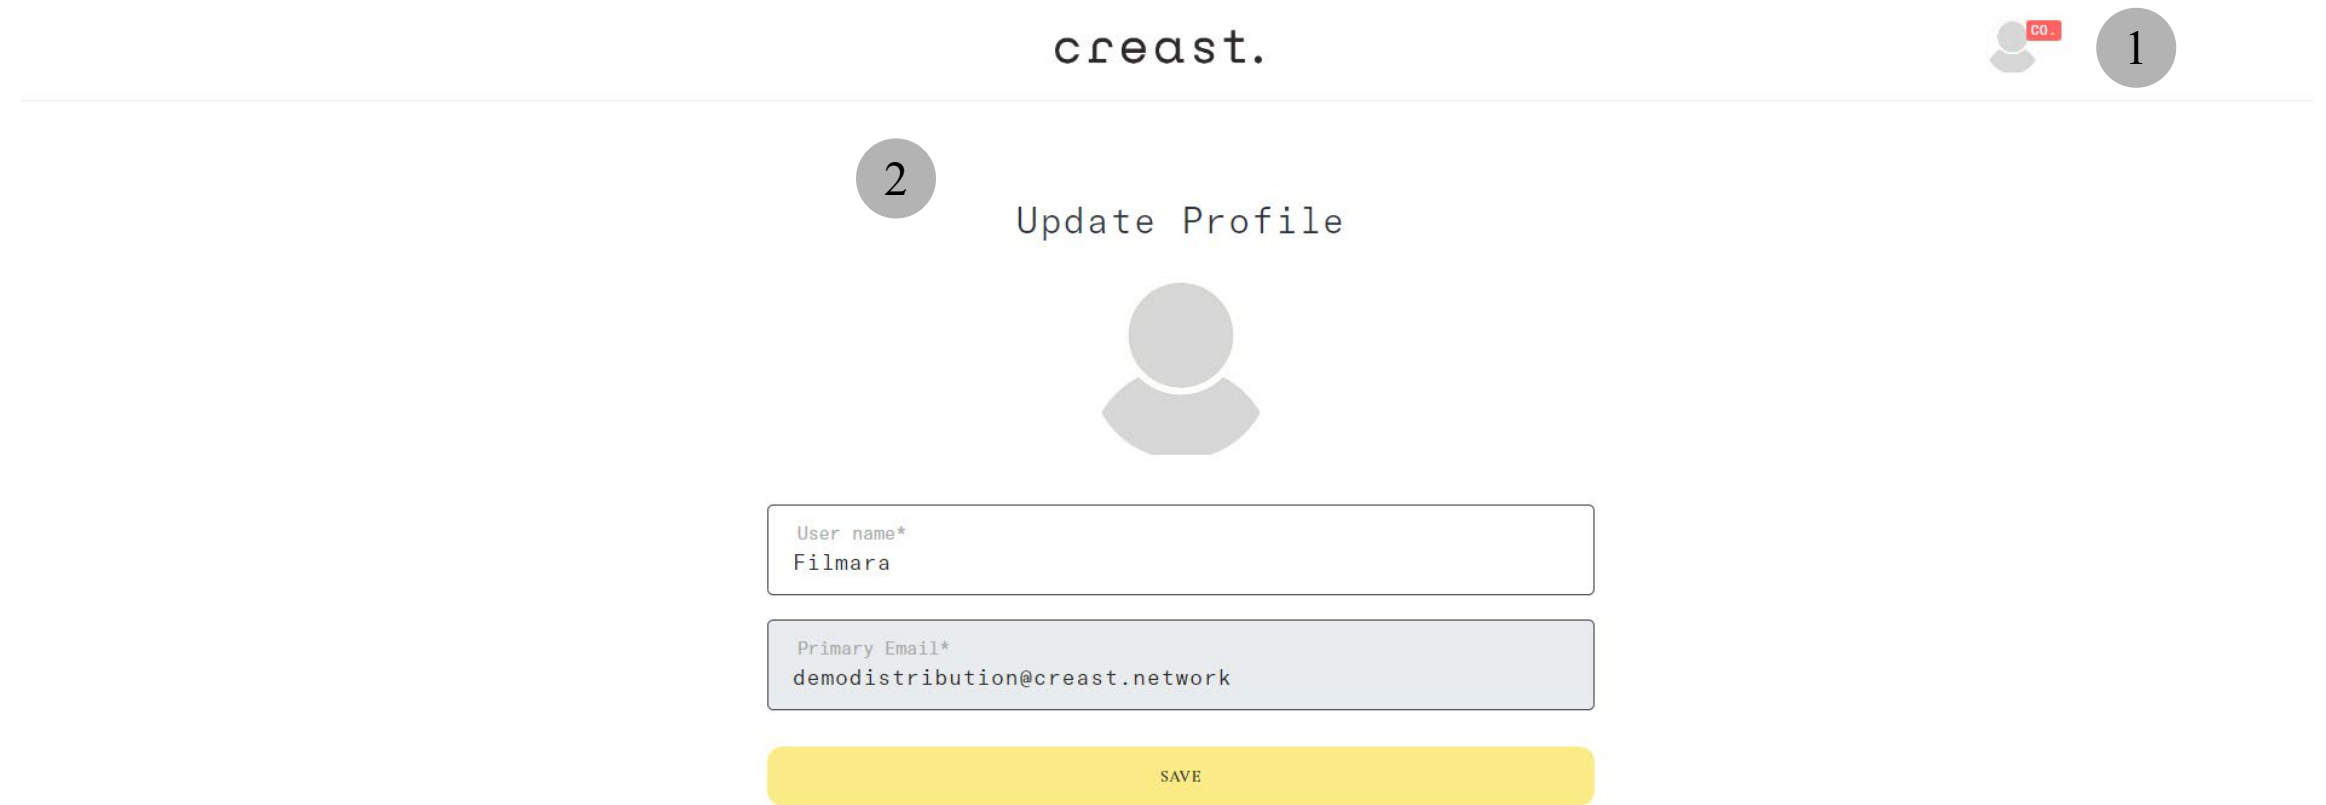 creast.
CO.
1
2
Update Profile
User name*
Filmara
Primary Email*
demodistribution@creast.network
SAVE